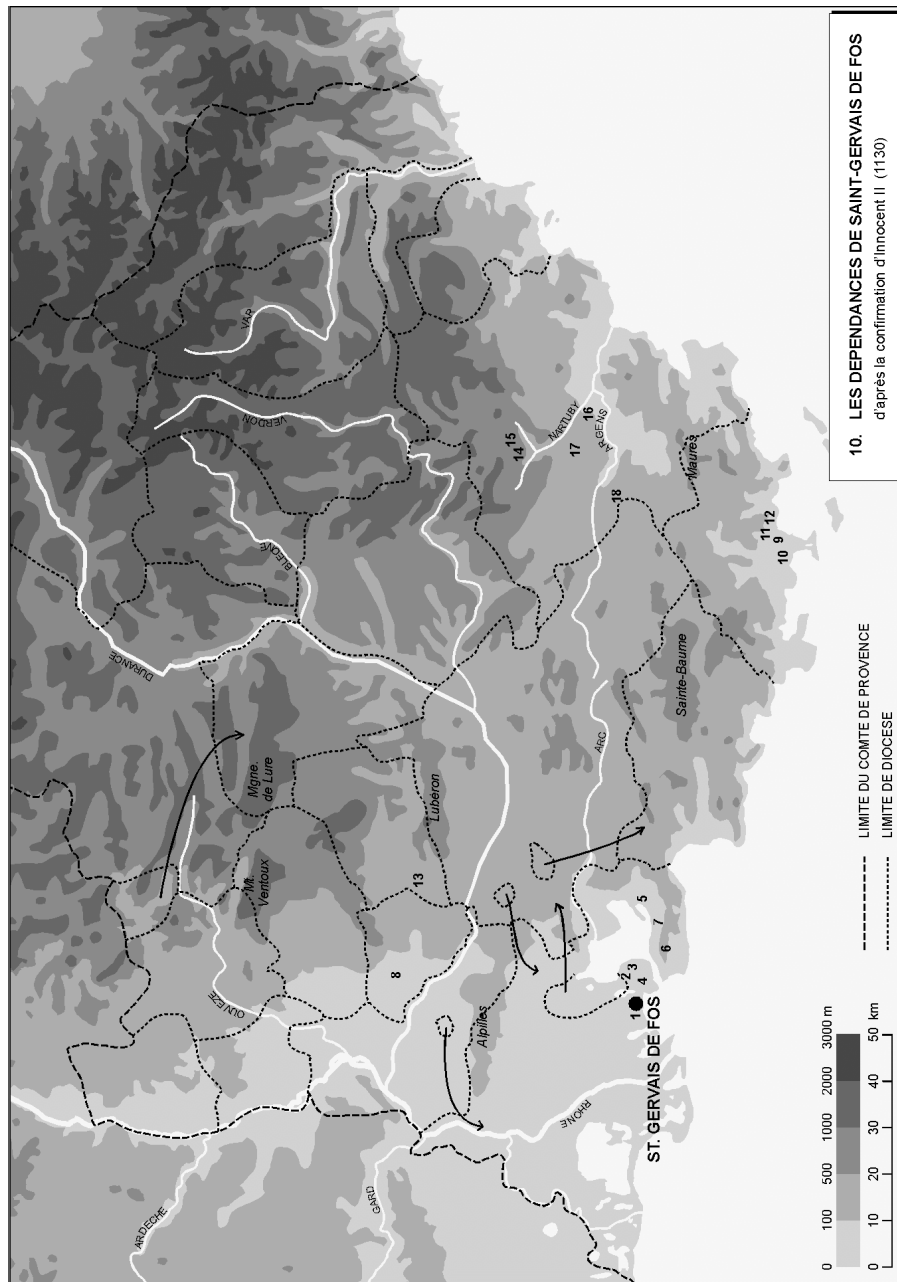 10. LES DEPENDANCES DE SAINT-GERVAIS DE FOS
d'après la confirmation d'Innocent II (1130)
DURANCE
VAR
VERDON
BLEONE
Mgne.
de Lure
Mt.
Ventoux
OUVEZE
ARDECHE
GARD
Lubéron
13
8
Alpilles
RHONE
NARTUBY
ARGENS
14
15
16
17
18
Maures
ARC
Sainte-Baume
11
12
9
10
5
7
6
2
3
4
1
ST. GERVAIS DE FOS
LIMITE DU COMTE DE PROVENCE
LIMITE DE DIOCESE
0 100 500 1000 2000 3000 m
0 10 20 30 40 50 km